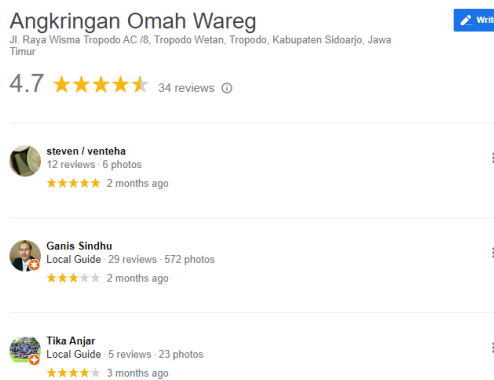 Angkringan Omah Wareg
Writ
Jl. Raya Wisma Tropodo AC /8, Tropodo Wetan, Tropodo, Kabupaten Sidoarjo, Jawa
Timur
4.7 34 reviews
steven / venteha
12 reviews · 6 photos
2 months ago
Ganis Sindhu
Local Guide · 29 reviews · 572 photos
2 months ago
Tika Anjar
Local Guide · 5 reviews · 23 photos
3 months ago